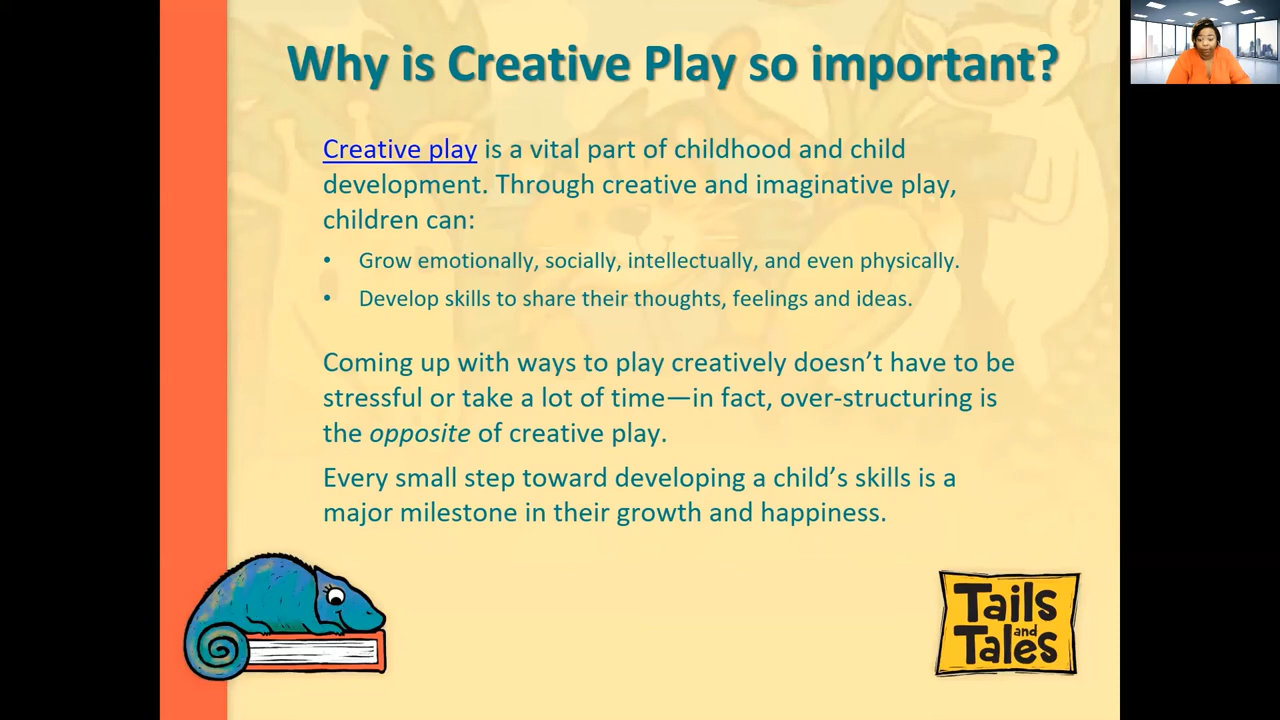 Why is Creative Play so important?
Creative play is a vital part of childhood and child
development. Through creative and imaginative play,
children can:
• Grow emotionally, socially, intellectually, and even physically.
• Develop skills to share their thoughts, feelings and ideas.
Coming up with ways to play creatively doesn’t have to be
stressful or take a lot of time—in fact, over-structuring is
the opposite of creative play.
Every small step toward developing a child’s skills is a
major milestone in their growth and happiness.
Tails
and
Tales